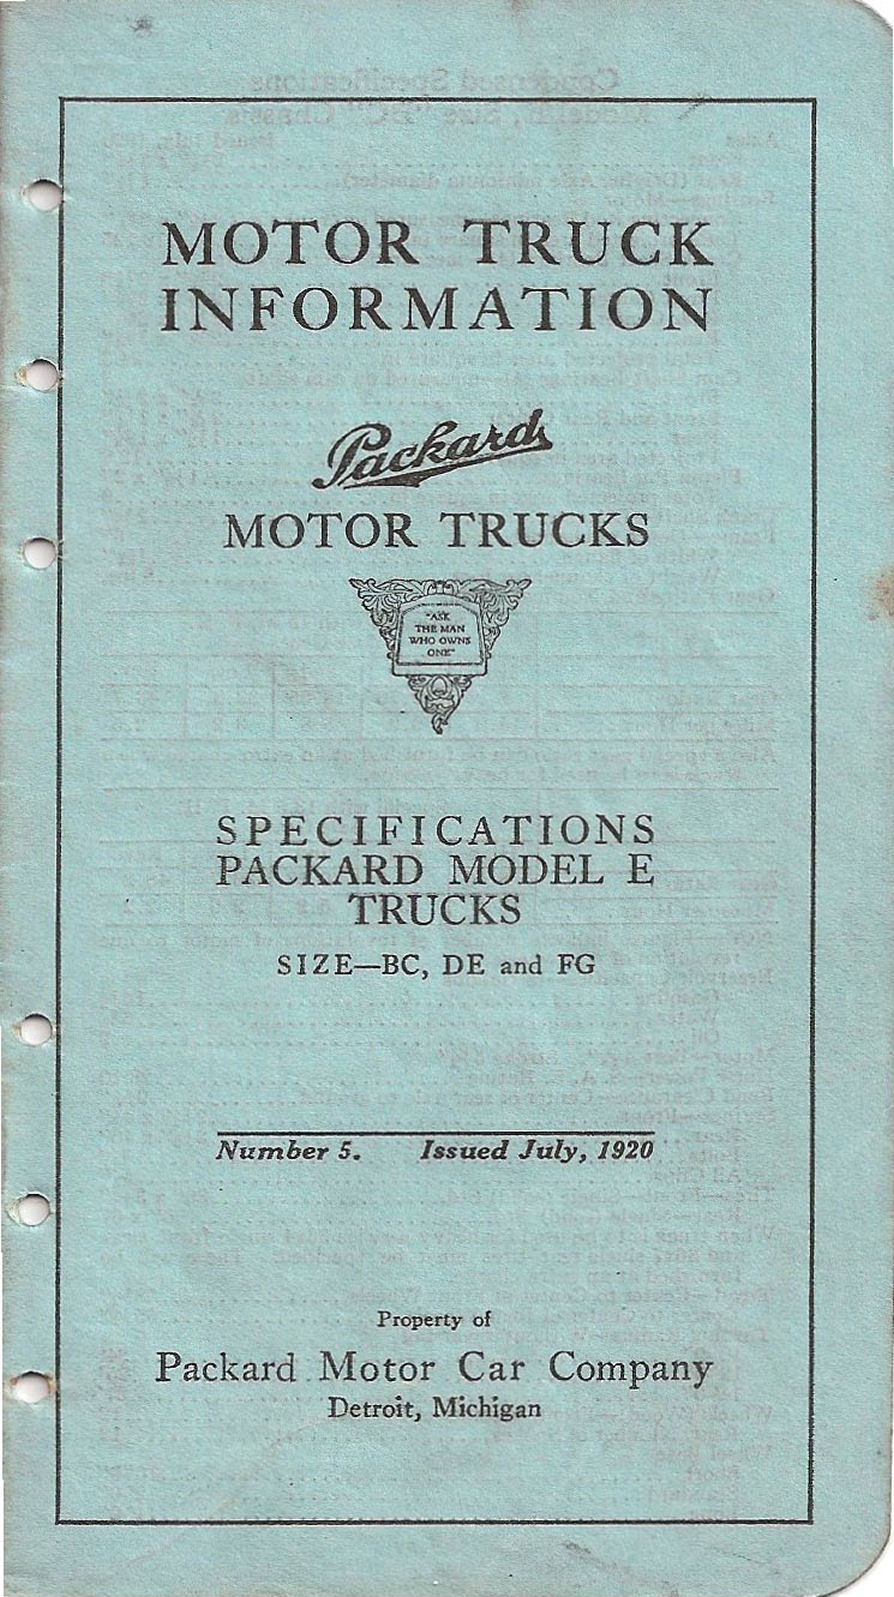 MOTOR TRUCK
INFORMATION
Packard
MOTOR TRUCKS
"ASK
THE MAN
WHO OWNS
ONE"
SPECIFICATIONS
PACKARD MODEL E
TRUCKS
SIZE—BC, DE and FG
Number 5. Issued July, 1920
Property of
Packard Motor Car Company
Detroit, Michigan